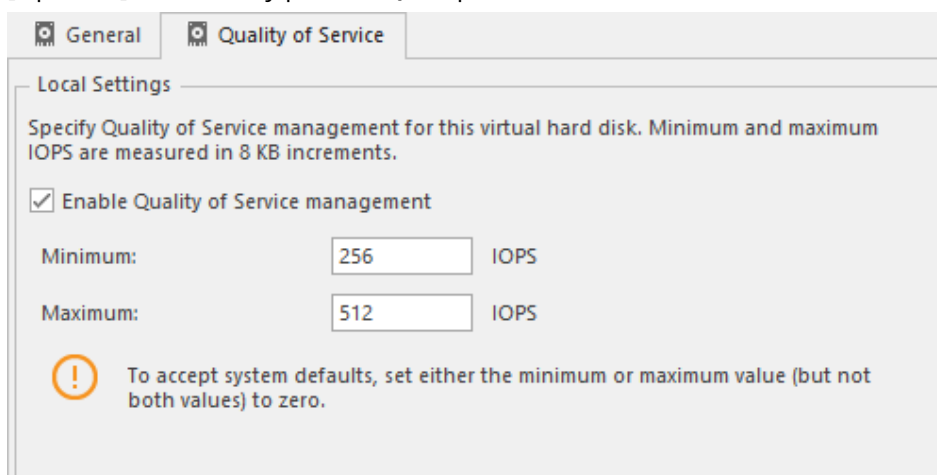 General
Quality of Service
Local Settings
Specify Quality of Service management for this virtual hard disk. Minimum and maximum
IOPS are measured in 8 KB increments.
Enable Quality of Service management
Minimum: 256 IOPS
Maximum: 512 IOPS
To accept system defaults, set either the minimum or maximum value (but not
both values) to zero.